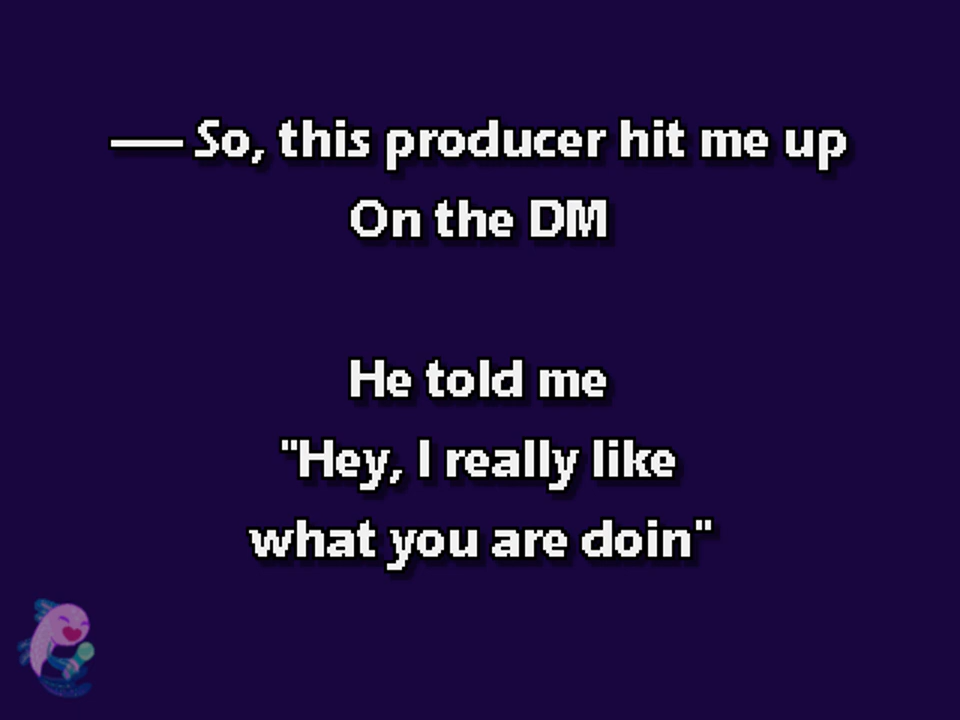 — So, this producer hit me up
On the DM
He told me
"Hey, I really like
what you are doin"